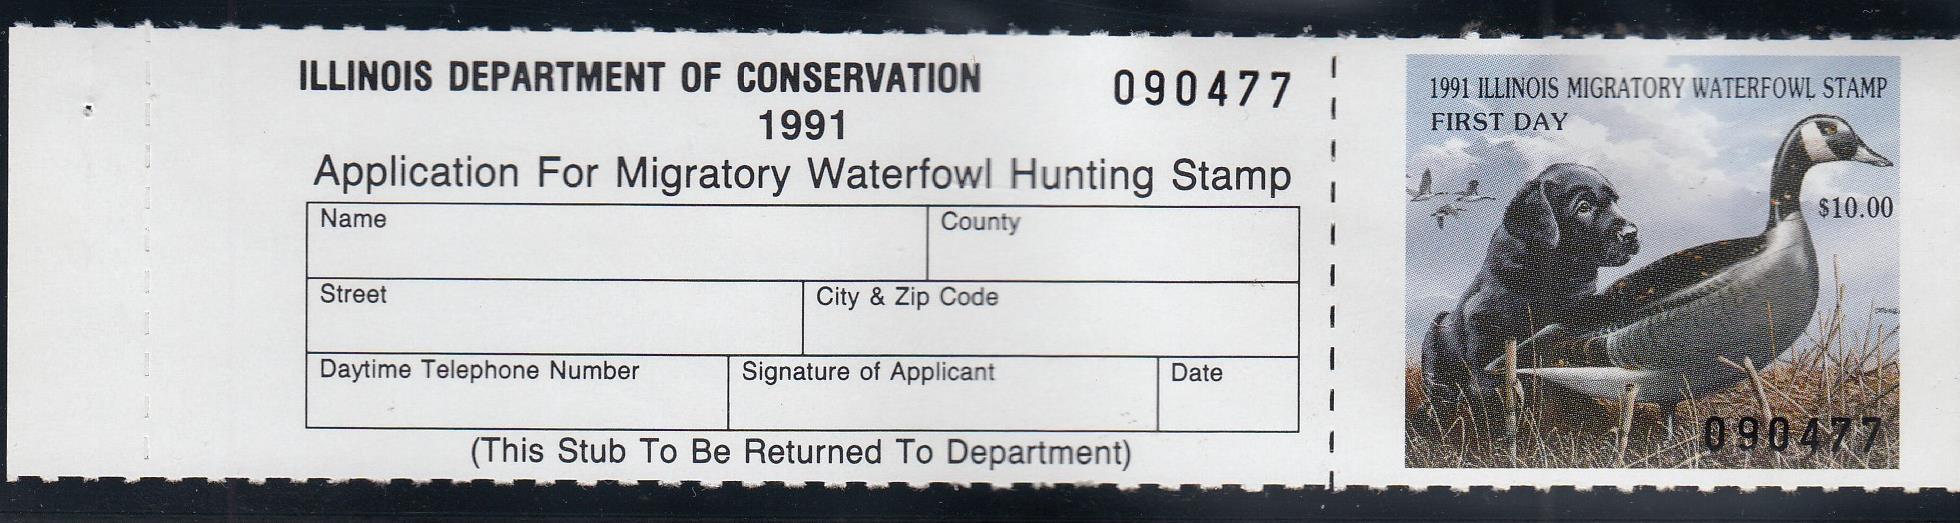 ILLINOIS DEPARTMENT OF CONSERVATION
090477
1991
Application For Migratory Waterfowl Hunting Stamp
Name
County
Street
City & Zip Code
Daytime Telephone Number
Signature of Applicant
Date
(This Stub To Be Returned To Department)
1991 ILLINOIS MIGRATORY WATERFOWL STAMP
FIRST DAY
$10.00
090477